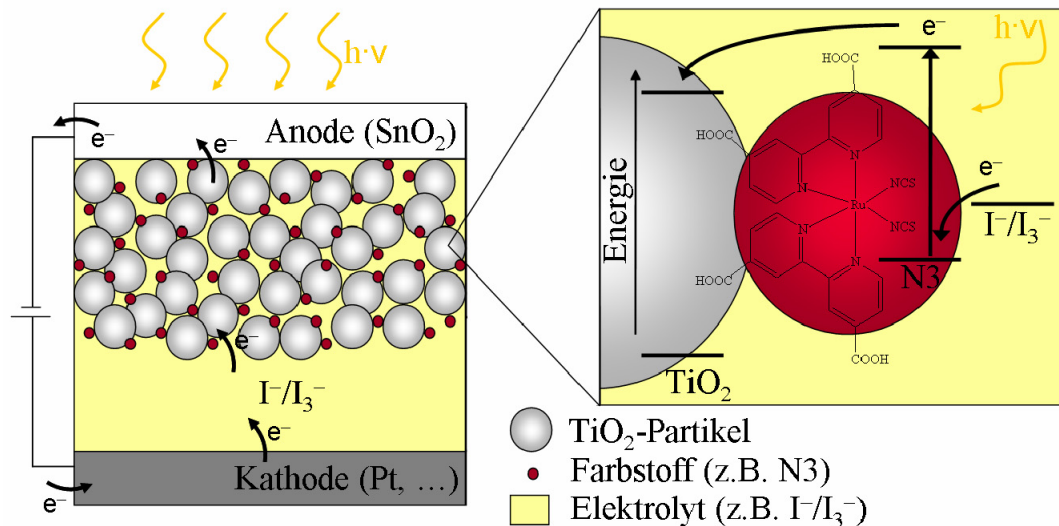 h·ν
e⁻
Anode (SnO₂)
e⁻
e⁻
I⁻/I₃⁻
e⁻
Kathode (Pt, …)
e⁻
Energie
TiO₂
e⁻
h·ν
HOOC
HOOC
N
N
NCS
Ru
NCS
N
N
HOOC
COOH
e⁻
I⁻/I₃⁻
N3
TiO₂-Partikel
Farbstoff (z.B. N3)
Elektrolyt (z.B. I⁻/I₃⁻)